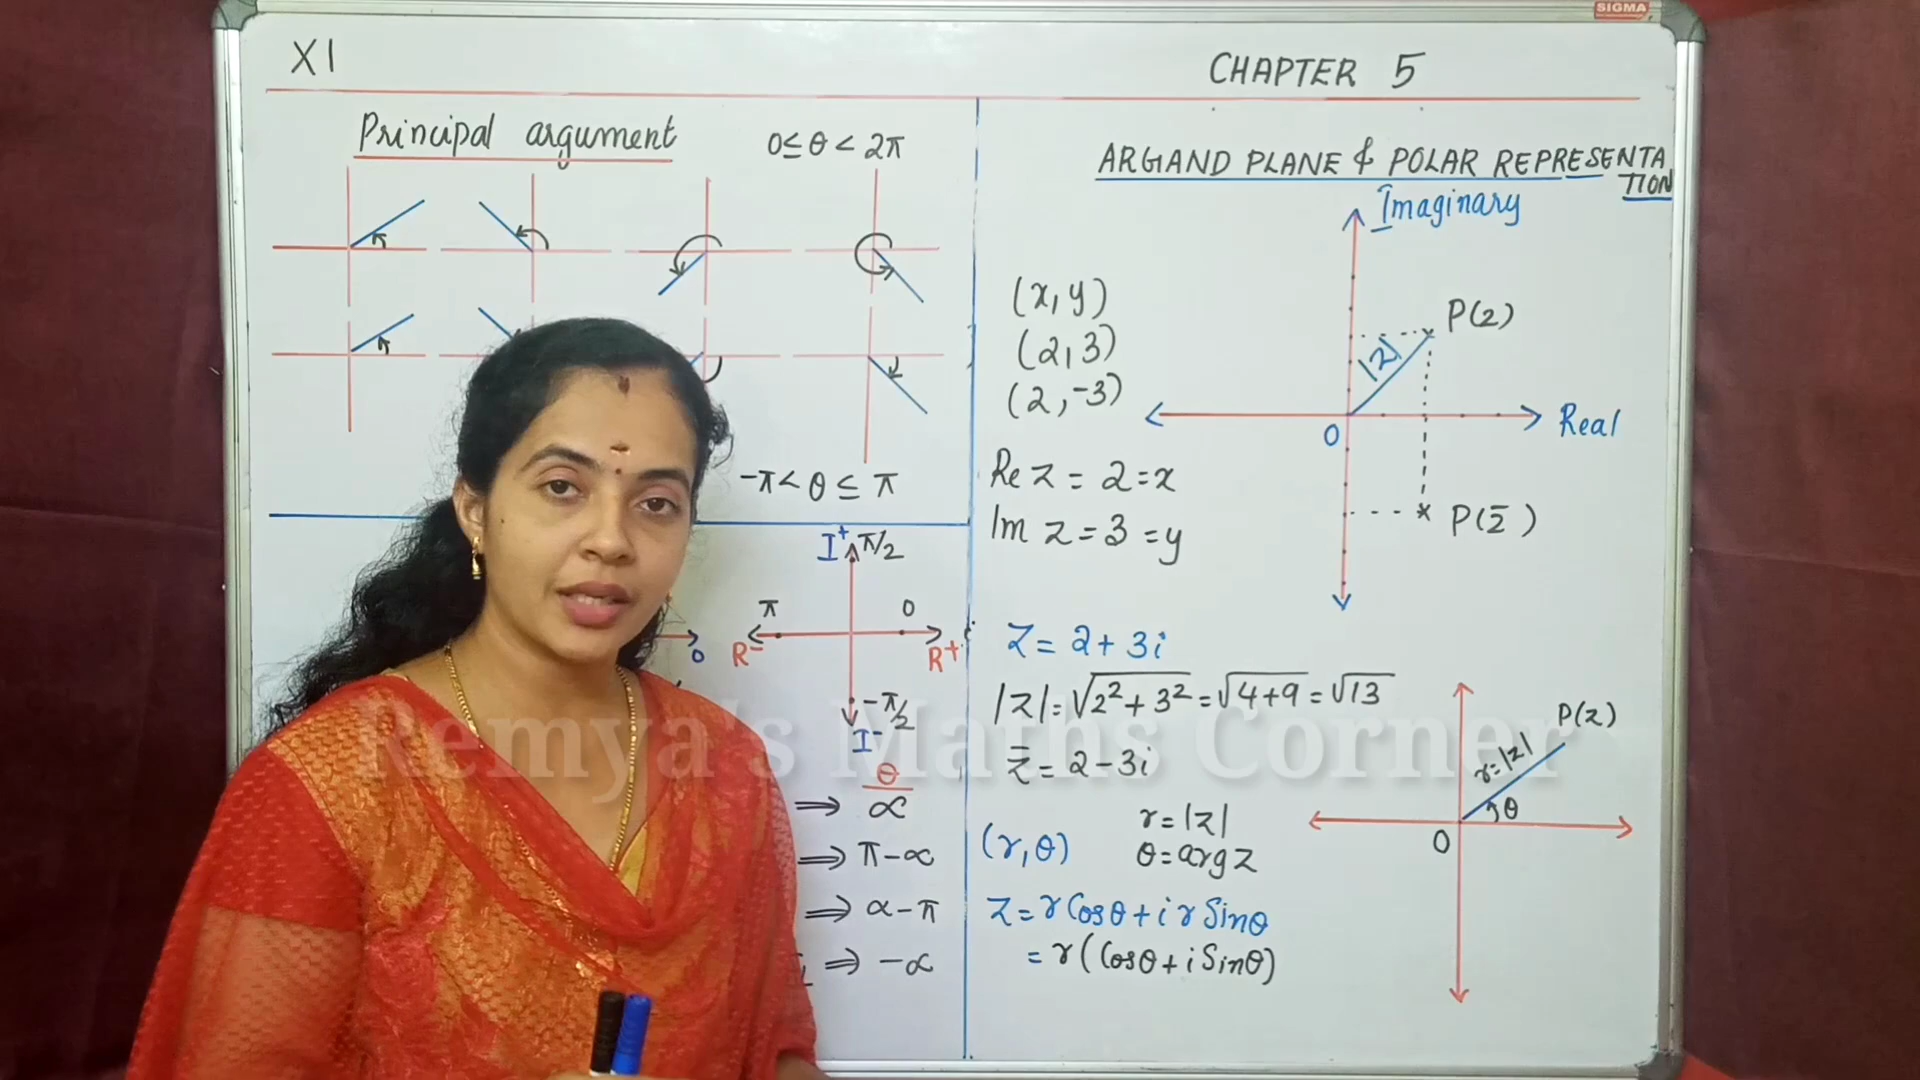 SIGMA
XI
CHAPTER 5
Principal argument
0≤θ<2π
-π<θ≤π
I⁺ π/2
π
0
R⁻
R⁺
0
-π/2
I⁻
θ
⇒ α
⇒ π-α
⇒ α-π
⇒ -α
ARGAND PLANE & POLAR REPRESENTA
TION
Imaginary
(x,y)
(2,3)
(2,-3)
P(z)
|z|
O
Real
P(z̄)
Re z = 2=x
Im z = 3 =y
z = 2+3i
|z| = √2²+3² = √4+9 = √13
z̄ = 2-3i
(r,θ)
r=|z|
θ=arg z
z = r Cosθ + i r Sinθ
= r(Cosθ + i Sinθ)
P(z)
r=|z|
θ
O
Remya's Maths Corner